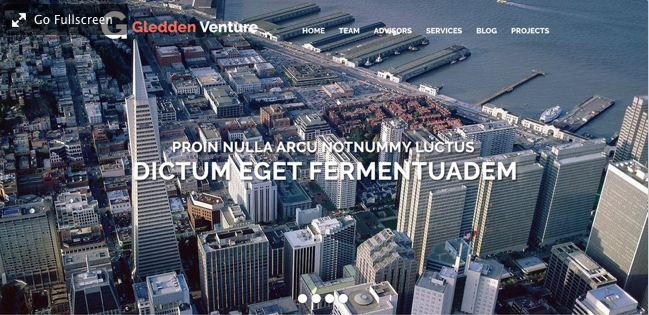 Go Fullscreen
G
Gledden Venture
HOME TEAM ADVISORS SERVICES BLOG PROJECTS
PROIN NULLA ARCU NOTNUMMY LUCTUS
DICTUM EGET FERMENTUADEM